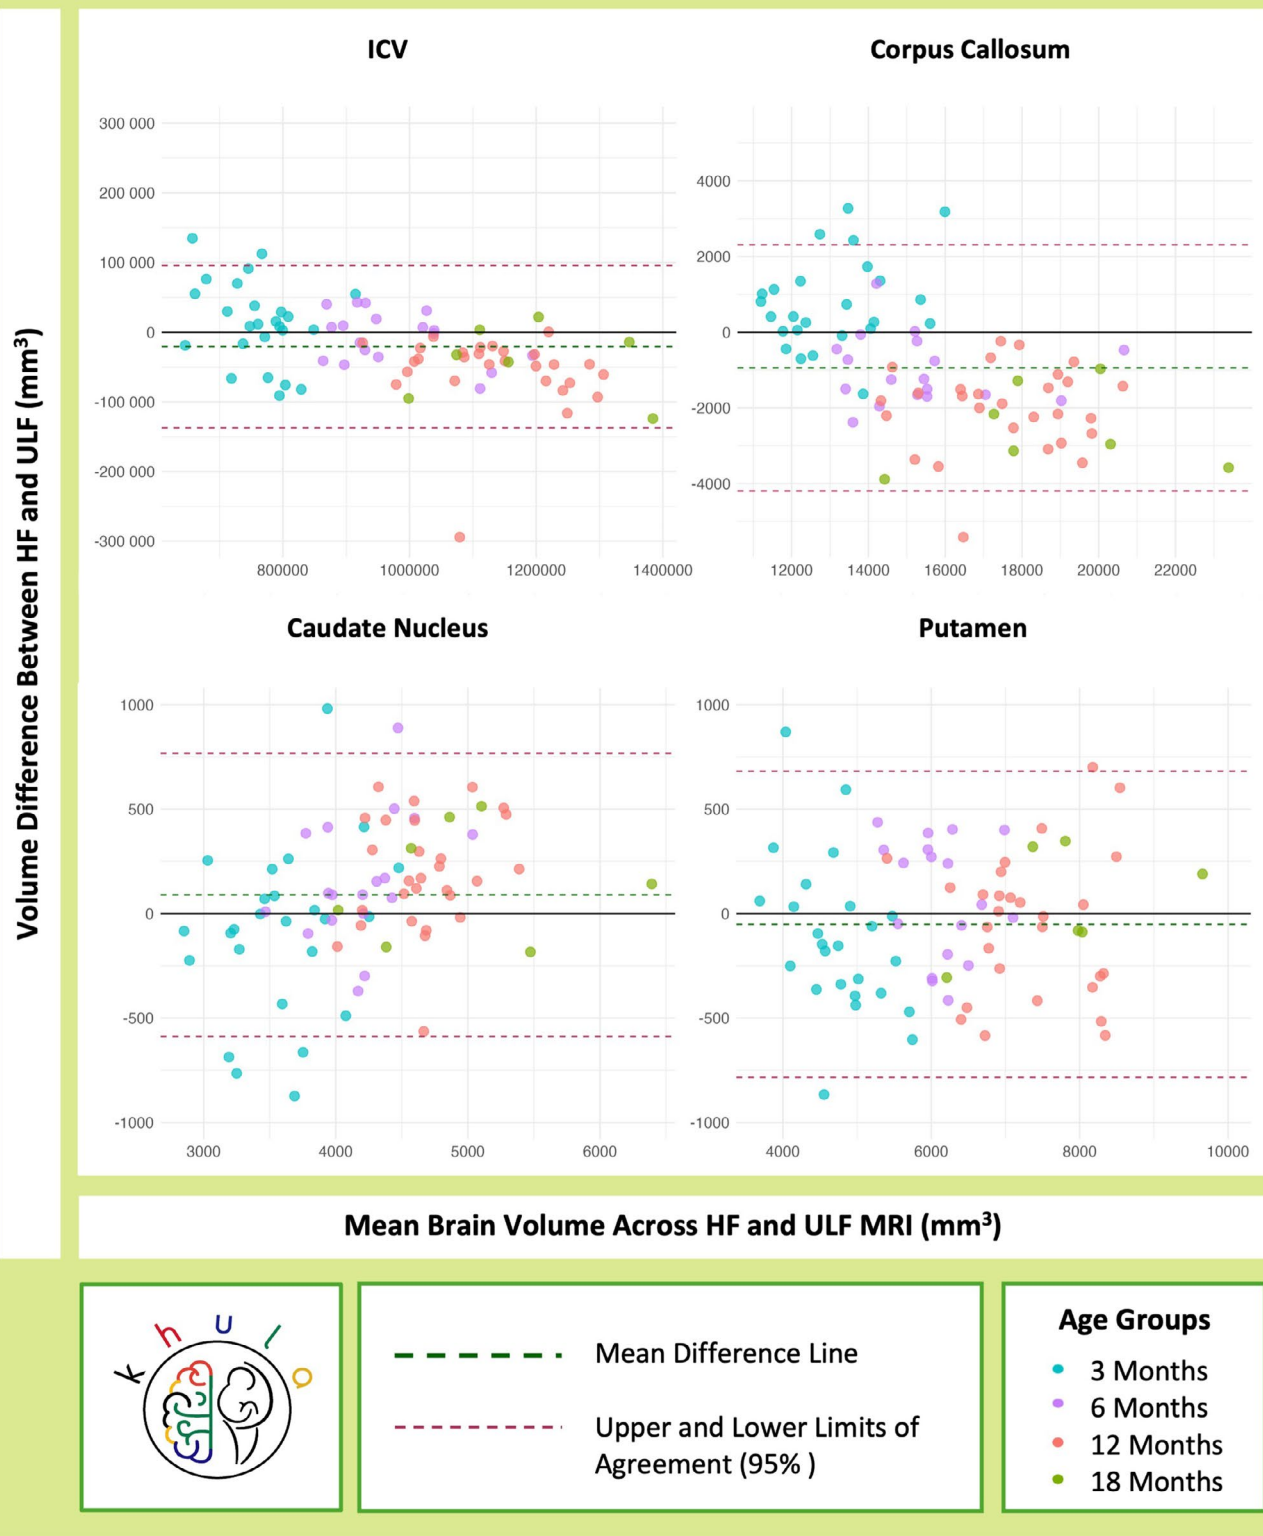 Volume Difference Between HF and ULF (mm³)
ICV
300 000
200 000
100 000
0
-100 000
-200 000
-300 000
800000 1000000 1200000 1400000
Corpus Callosum
4000
2000
0
-2000
-4000
12000 14000 16000 18000 20000 22000
Caudate Nucleus
1000
500
0
-500
-1000
3000 4000 5000 6000
Putamen
1000
500
0
-500
-1000
4000 6000 8000 10000
Mean Brain Volume Across HF and ULF MRI (mm³)
khula
Mean Difference Line
Upper and Lower Limits of
Agreement (95% )
Age Groups
3 Months
6 Months
12 Months
18 Months